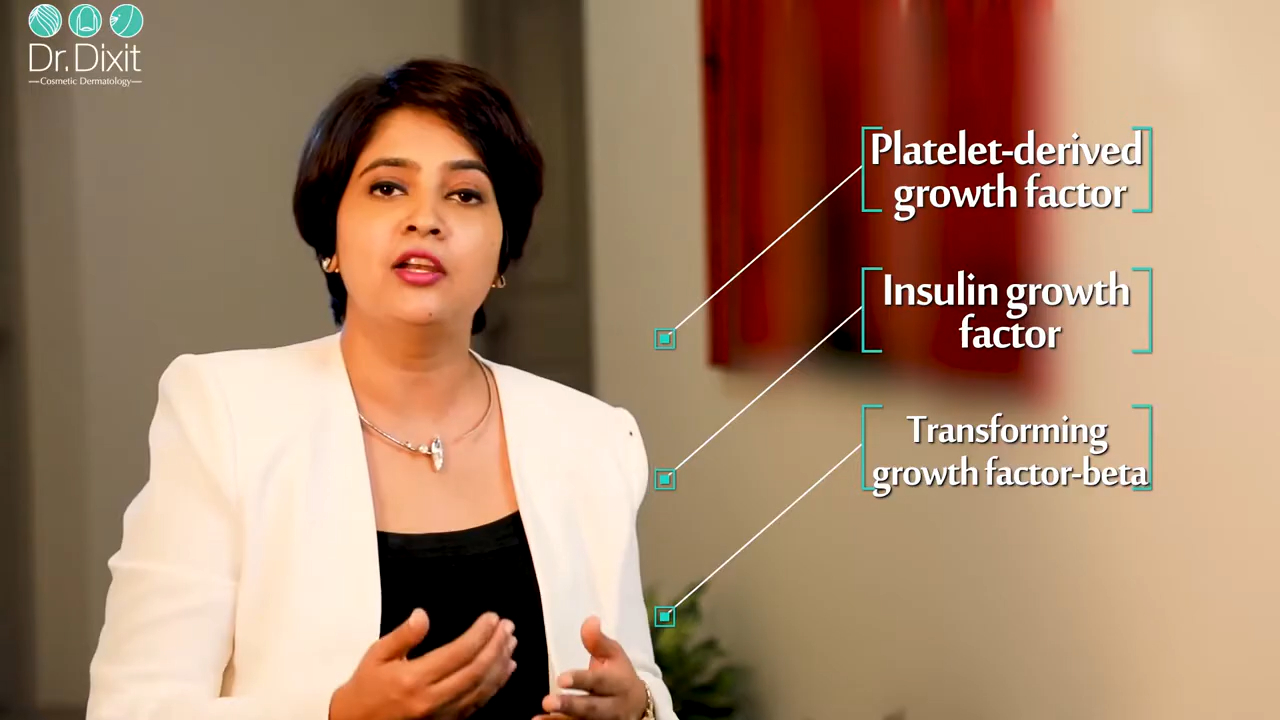 Dr. Dixit
Cosmetic Dermatology
Platelet-derived
growth factor
Insulin growth
factor
Transforming
growth factor-beta